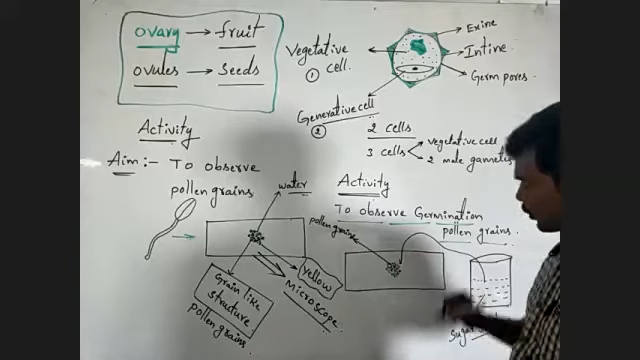 ovary → fruit
ovules → seeds
Exine
Intine
Germ pores.
Vegetative
① cell.
Generative cell
②
2 cells
3 cells
vegetative cell
2 male gametes
Activity
Aim:- To observe
pollen grains
water
Yellow
Microscope
Grain like
structure
pollen grains.
Activity
To observe Germination
pollen grains.
pollen grains